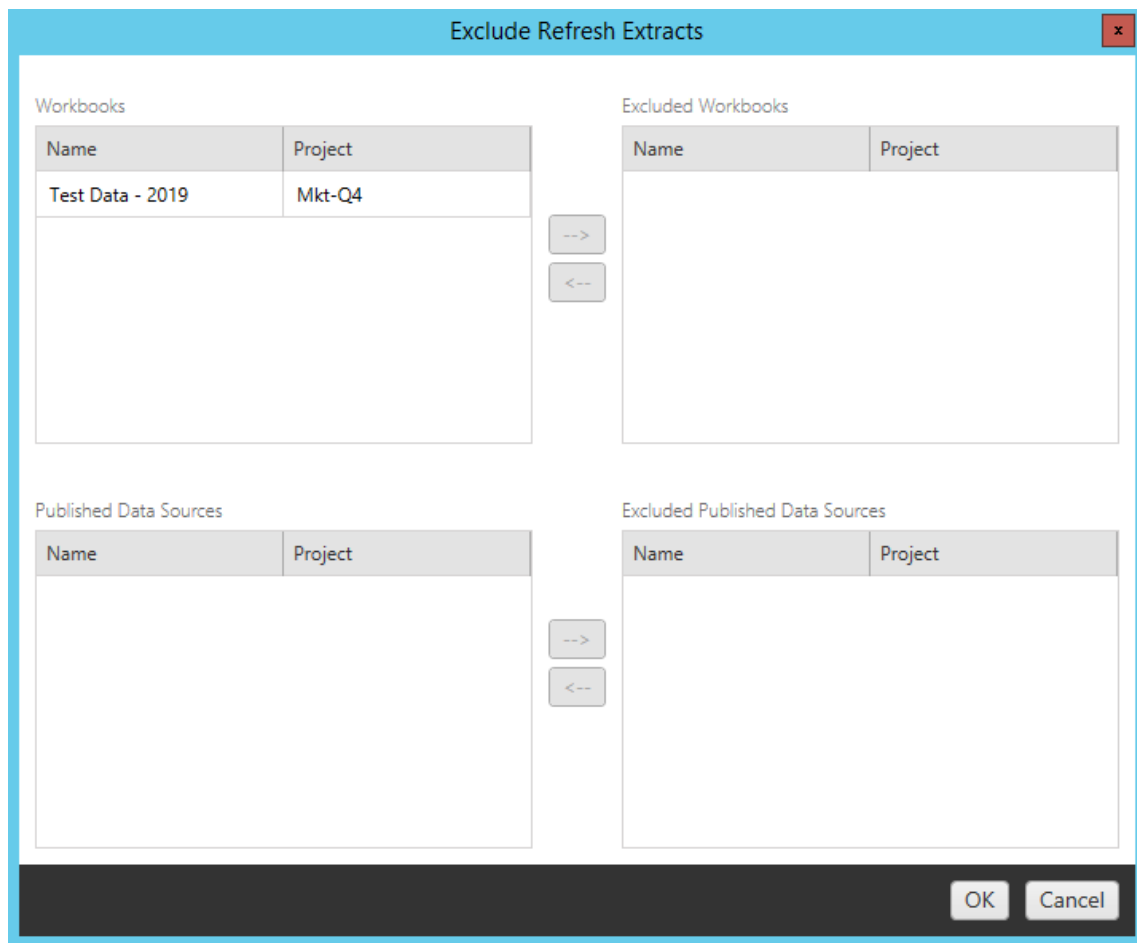 Exclude Refresh Extracts
x
Workbooks
Excluded Workbooks
Name Project
Name Project
Test Data - 2019 Mkt-Q4
-->
<--
Published Data Sources
Excluded Published Data Sources
Name Project
Name Project
-->
<--
OK Cancel